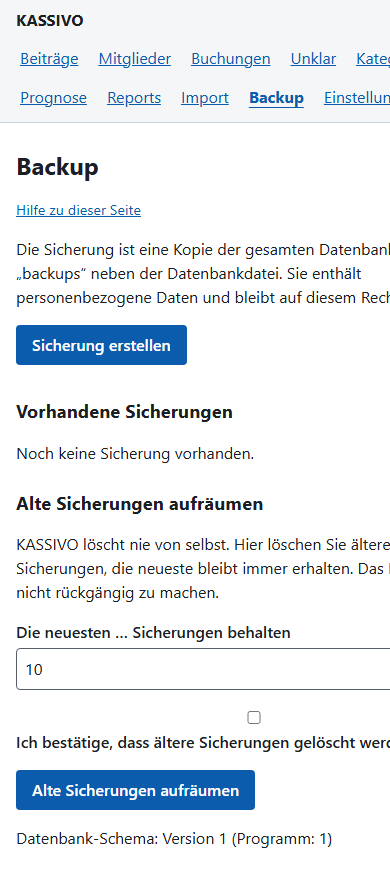 KASSIVO
Beiträge Mitglieder Buchungen Unklar
Prognose Reports Import Backup
Backup
Hilfe zu dieser Seite
Die Sicherung ist eine Kopie der gesamten
„backups“ neben der Datenbankdatei. Sie enthält
personenbezogene Daten und bleibt auf diesem
Sicherung erstellen
Vorhandene Sicherungen
Noch keine Sicherung vorhanden.
Alte Sicherungen aufräumen
KASSIVO löscht nie von selbst. Hier löschen Sie ältere
Sicherungen, die neueste bleibt immer erhalten. Das
nicht rückgängig zu machen.
Die neuesten … Sicherungen behalten
10
Ich bestätige, dass ältere Sicherungen gelöscht
Alte Sicherungen aufräumen
Datenbank-Schema: Version 1 (Programm: 1)